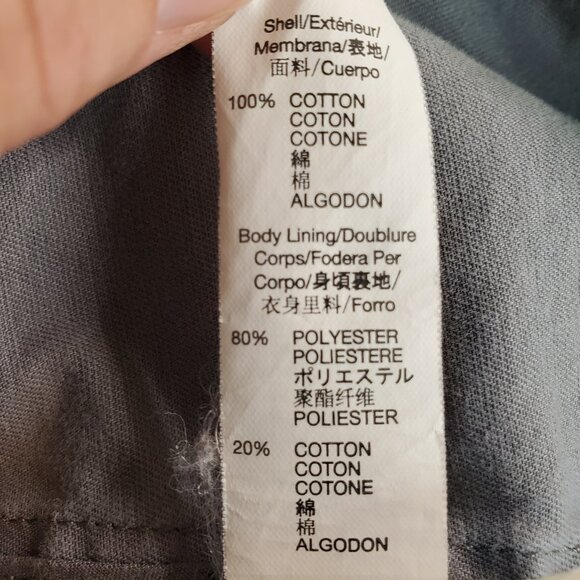 Shell/Extérieur/
Membrana/表地/
面料/Cuerpo
100% COTTON
COTON
COTONE
綿
棉
ALGODON
Body Lining/Doublure
Corps/Fodera Per
Corpo/身頃裏地/
衣身里料/Forro
80% POLYESTER
POLIESTERE
ポリエステル
聚酯纤维
POLIESTER
20% COTTON
COTON
COTONE
綿
棉
ALGODON